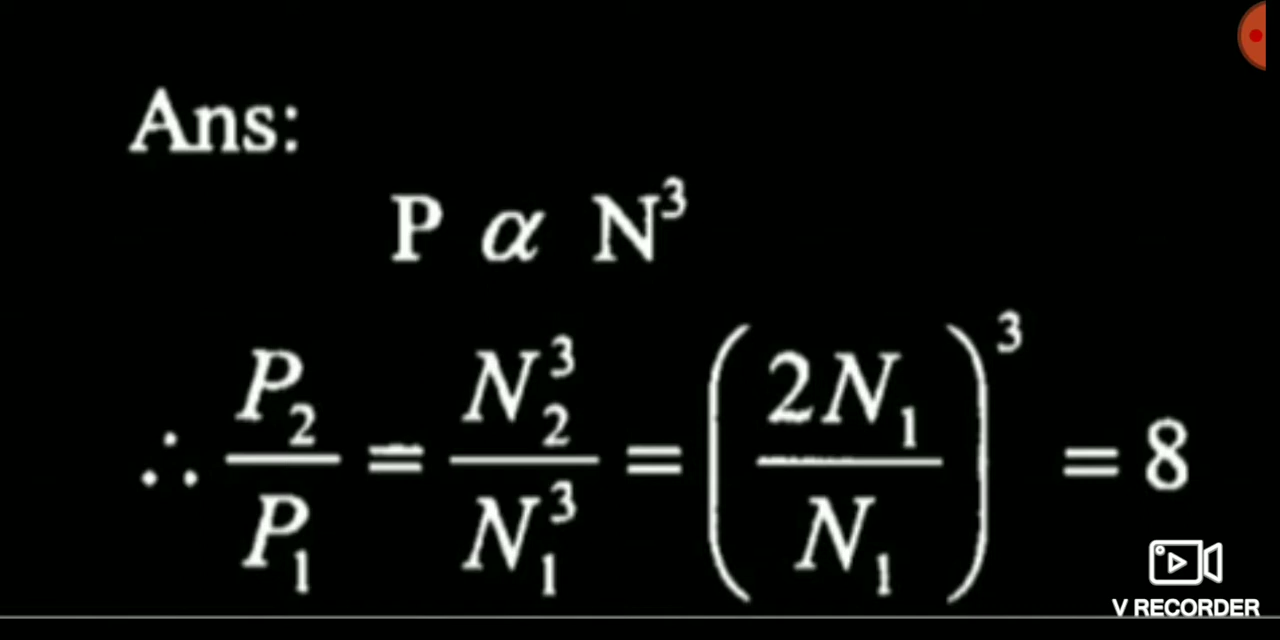 Ans:
P α N³
∴ P₂/P₁ = N₂³/N₁³ = (2N₁/N₁)³ = 8
V RECORDER